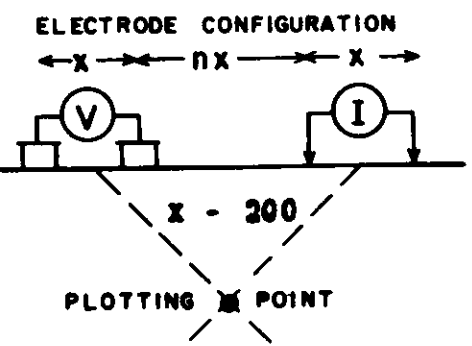 ELECTRODE CONFIGURATION
x nx x
V I
x - 200
PLOTTING POINT